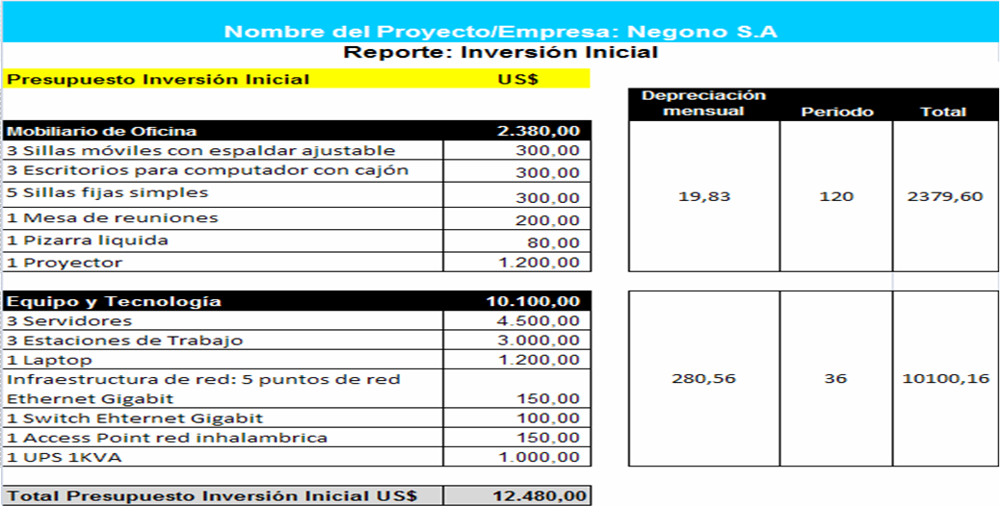 Nombre del Proyecto/Empresa: Negono S.A
Reporte: Inversión Inicial
Presupuesto Inversión Inicial US$
Depreciación mensual Periodo Total
Mobiliario de Oficina 2.380,00
3 Sillas móviles con espaldar ajustable 300,00
3 Escritorios para computador con cajón 300,00
5 Sillas fijas simples 300,00
19,83 120 2379,60
1 Mesa de reuniones 200,00
1 Pizarra liquida 80,00
1 Proyector 1.200,00
Equipo y Tecnología 10.100,00
3 Servidores 4.500,00
3 Estaciones de Trabajo 3.000,00
1 Laptop 1.200,00
Infraestructura de red: 5 puntos de red
Ethernet Gigabit 150,00
280,56 36 10100,16
1 Switch Ehternet Gigabit 100,00
1 Access Point red inhalambrica 150,00
1 UPS 1KVA 1.000,00
Total Presupuesto Inversión Inicial US$ 12.480,00